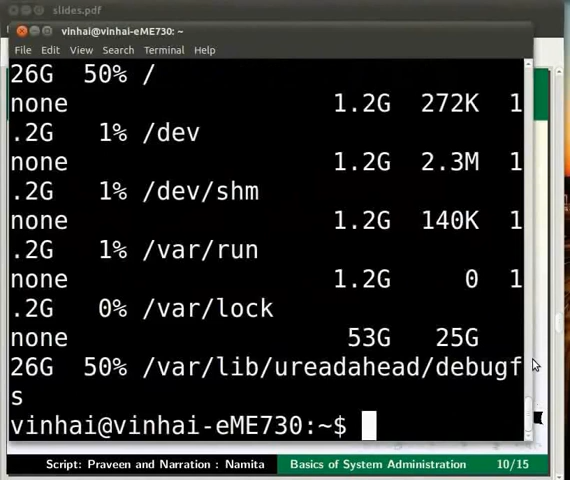 slides.pdf
vinhai@vinhai-eME730: ~
File Edit View Search Terminal Help
26G 50% /
none 1.2G 272K 1
.2G 1% /dev
none 1.2G 2.3M 1
.2G 1% /dev/shm
none 1.2G 140K 1
.2G 1% /var/run
none 1.2G 0 1
.2G 0% /var/lock
none 53G 25G
26G 50% /var/lib/ureadahead/debugf
s
vinhai@vinhai-eME730:~$
Script: Praveen and Narration : Namita Basics of System Administration 10/15